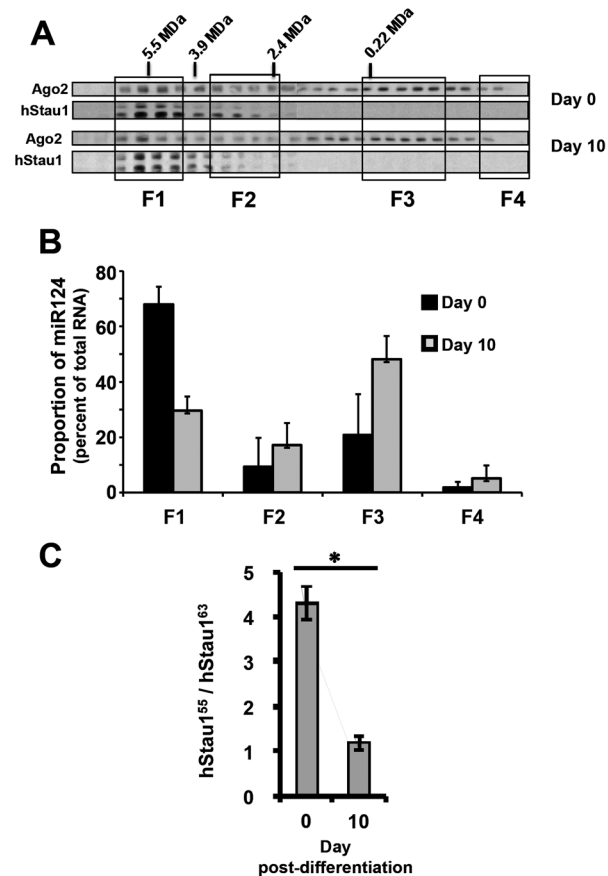 A
5.5 MDa
3.9 MDa
2.4 MDa
0.22 MDa
Ago2
hStau1
Day 0
Ago2
hStau1
Day 10
F1 F2 F3 F4
B
Proportion of miR124
(percent of total RNA)
80
60
40
20
0
Day 0
Day 10
F1 F2 F3 F4
C
*
hStau1⁵⁵ / hStau1⁶³
5
4
3
2
1
0
0 10
Day
post-differentiation